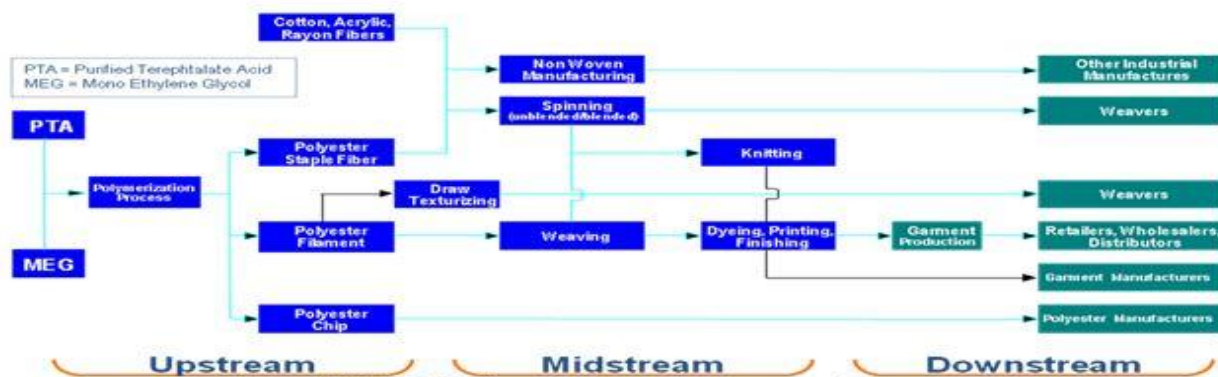 Cotton, Acrylic,
Rayon Fibers
PTA = Purified Terephtalate Acid
MEG = Mono Ethylene Glycol
Non Woven
Manufacturing
Other Industrial
Manufactures
Spinning
(unblended/blended)
Weavers
PTA
Polyester
Staple Fiber
Knitting
Polymerization
Process
Draw
Texturizing
Weavers
Polyester
Filament
Weaving
Dyeing, Printing,
Finishing
Garment
Production
Retailers, Wholesalers,
Distributors
MEG
Garment Manufacturers
Polyester
Chip
Polyester Manufacturers
Upstream
Midstream
Downstream